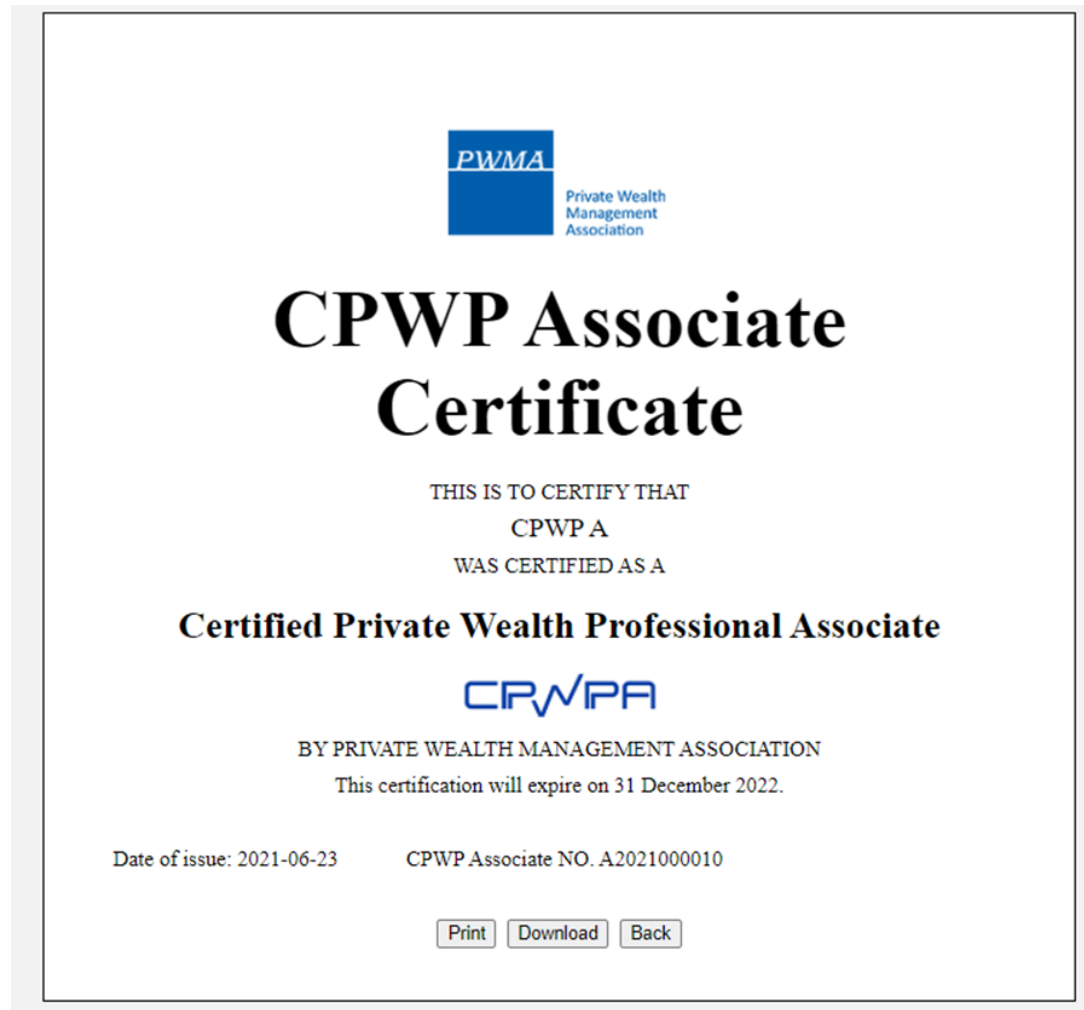 PWMA
Private Wealth
Management
Association
CPWP Associate
Certificate
THIS IS TO CERTIFY THAT
CPWP A
WAS CERTIFIED AS A
Certified Private Wealth Professional Associate
CPWPA
BY PRIVATE WEALTH MANAGEMENT ASSOCIATION
This certification will expire on 31 December 2022.
Date of issue: 2021-06-23 CPWP Associate NO. A2021000010
Print Download Back